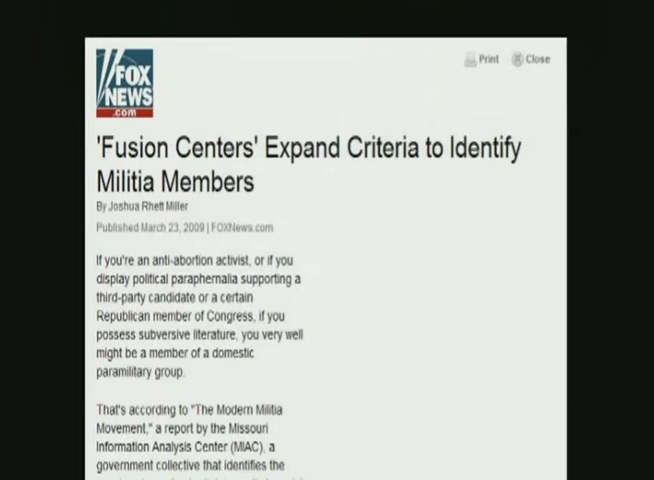 FOX
NEWS
.com
Print
Close
'Fusion Centers' Expand Criteria to Identify
Militia Members
By Joshua Rhett Miller
Published March 23, 2009 | FOXNews.com
If you're an anti-abortion activist, or if you
display political paraphernalia supporting a
third-party candidate or a certain
Republican member of Congress, if you
possess subversive literature, you very well
might be a member of a domestic
paramilitary group.
That's according to "The Modern Militia
Movement," a report by the Missouri
Information Analysis Center (MIAC), a
government collective that identifies the